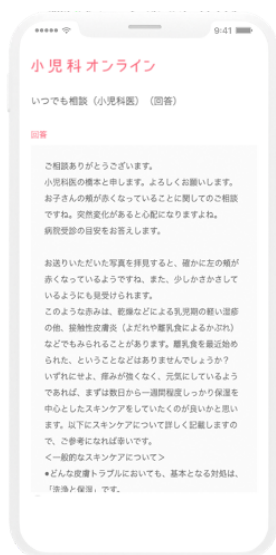 9:41
小児科オンライン
いつでも相談（小児科医）（回答）
回答
ご相談ありがとうございます。
小児科医の橋本と申します。よろしくお願いします。
お子さんの頬が赤くなっていることに関してのご相談
ですね。突然変化があると心配になりますよね。
病院受診の目安をお答えします。
お送りいただいた写真を拝見すると、確かに左の頬が
赤くなっているようですね、また、少しかさかさして
いるようにも見受けられます。
このような赤みは、乾燥などによる乳児期の軽い湿疹
の他、接触性皮膚炎（よだれや離乳食によるかぶれ）
などでもみられることがあります。離乳食を最近始め
られた、ということなどはありませんでしょうか？
いずれにせよ、痒みが強くなく、元気にしているよう
であれば、まずは数日から一週間程度しっかり保湿を
中心としたスキンケアをしていたくのが良いかと思い
ます。以下にスキンケアについて詳しく記載しますの
で、ご参考になれば幸いです。
＜一般的なスキンケアについて＞
●どんな皮膚トラブルにおいても、基本となる対処は、
「洗浄と保湿」です。